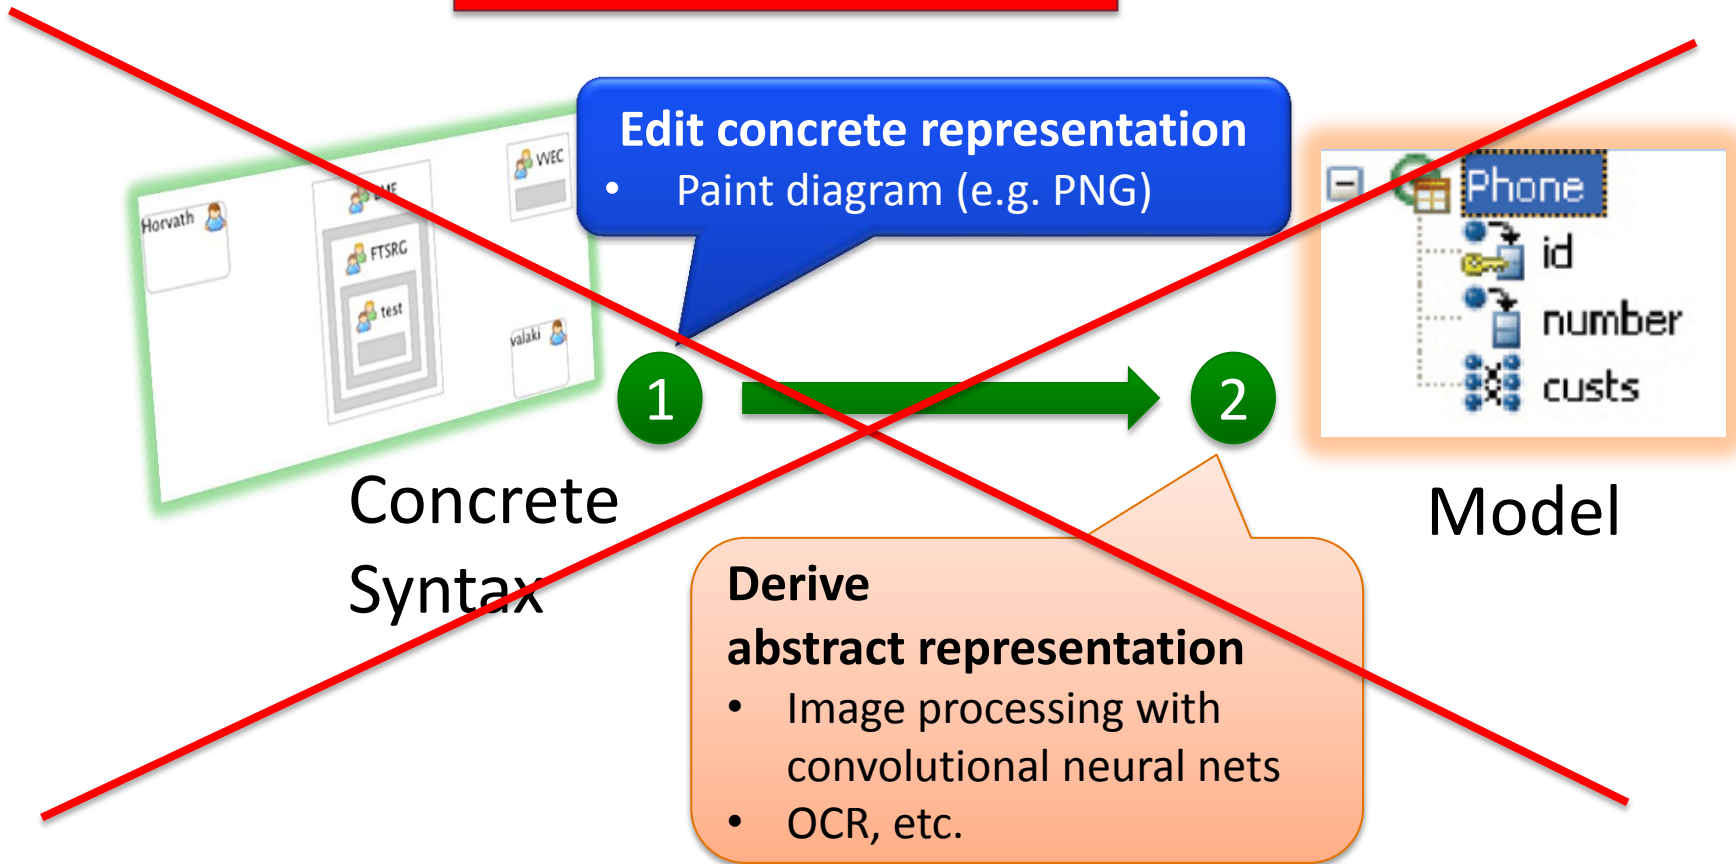 Edit concrete representation
• Paint diagram (e.g. PNG)
Horvath
BME
FTSRG
test
VVEC
valaki
1
2
Phone
id
number
custs
Concrete
Syntax
Model
Derive
abstract representation
• Image processing with
convolutional neural nets
• OCR, etc.